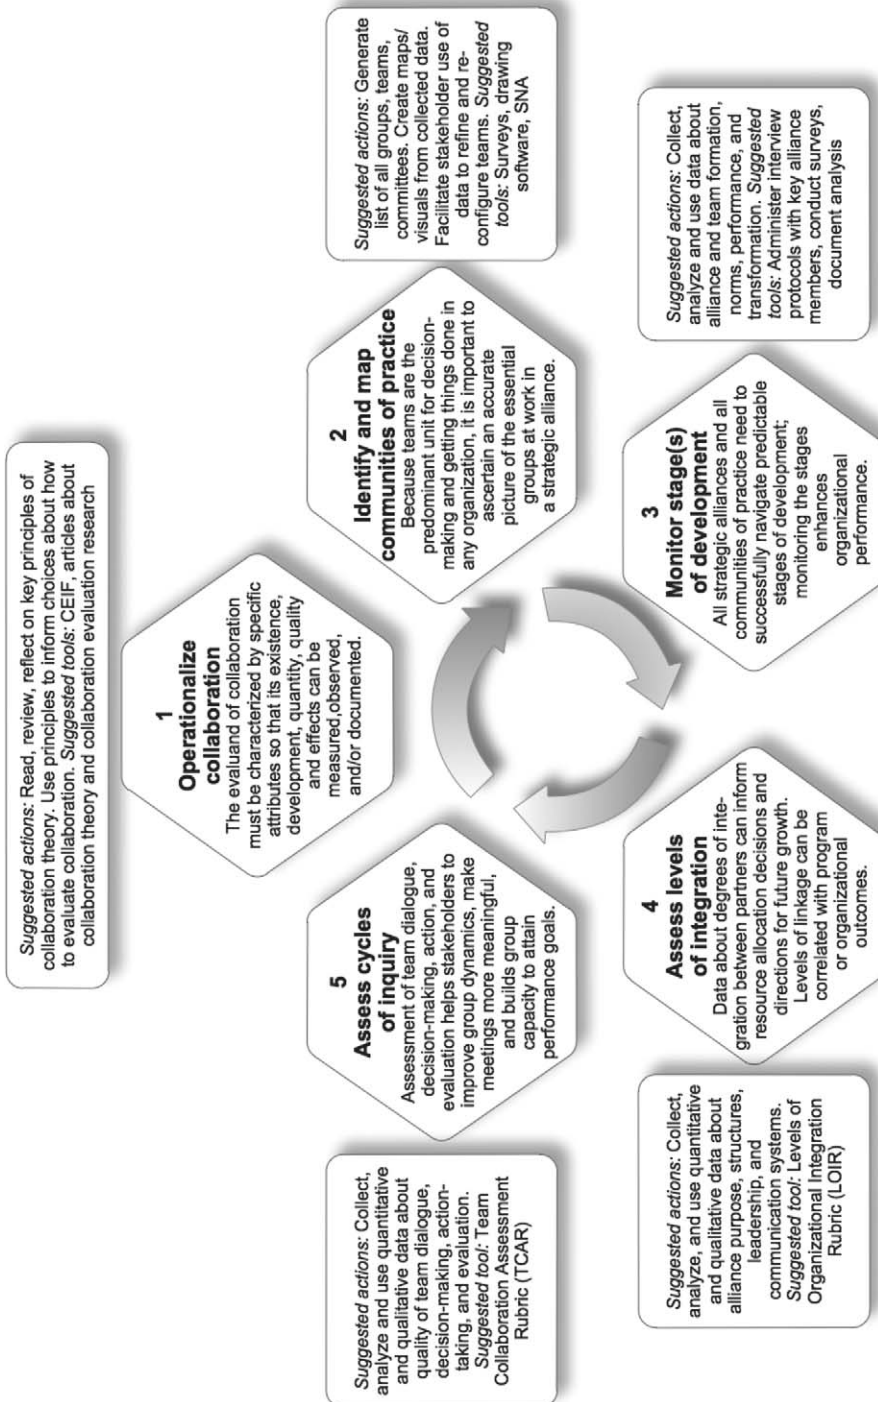 Suggested actions: Read, review, reflect on key principles of
collaboration theory. Use principles to inform choices about how
to evaluate collaboration. Suggested tools: CEIF, articles about
collaboration theory and collaboration evaluation research
1
Operationalize
collaboration
The evaluand of collaboration
must be characterized by specific
attributes so that its existence,
development, quantity, quality
and effects can be
measured,observed,
and/or documented.
2
Identify and map
communities of practice
Because teams are the
predominant unit for decision-
making and getting things done in
any organization, it is important to
ascertain an accurate
picture of the essential
groups at work in
a strategic alliance.
Suggested actions: Generate
list of all groups, teams,
committees. Create maps/
visuals from collected data.
Facilitate stakeholder use of
data to refine and re-
configure teams. Suggested
tools: Surveys, drawing
software, SNA
3
Monitor stage(s)
of development
All strategic alliances and all
communities of practice need to
successfully navigate predictable
stages of development;
monitoring the stages
enhances
organizational
performance.
Suggested actions: Collect,
analyze and use data about
alliance and team formation,
norms, performance, and
transformation. Suggested
tools: Administer interview
protocols with key alliance
members, conduct surveys,
document analysis
4
Assess levels
of integration
Data about degrees of inte-
gration between partners can inform
resource allocation decisions and
directions for future growth.
Levels of linkage can be
correlated with program
or organizational
outcomes.
Suggested actions: Collect,
analyze, and use quantitative
and qualitative data about
alliance purpose, structures,
leadership, and
communication systems.
Suggested tool: Levels of
Organizational Integration
Rubric (LOIR)
5
Assess cycles
of inquiry
Assessment of team dialogue,
decision-making, action, and
evaluation helps stakeholders to
improve group dynamics, make
meetings more meaningful,
and builds group
capacity to attain
performance goals.
Suggested actions: Collect,
analyze and use quantitative
and qualitative data about
quality of team dialogue,
decision-making, action-
taking, and evaluation.
Suggested tool: Team
Collaboration Assessment
Rubric (TCAR)